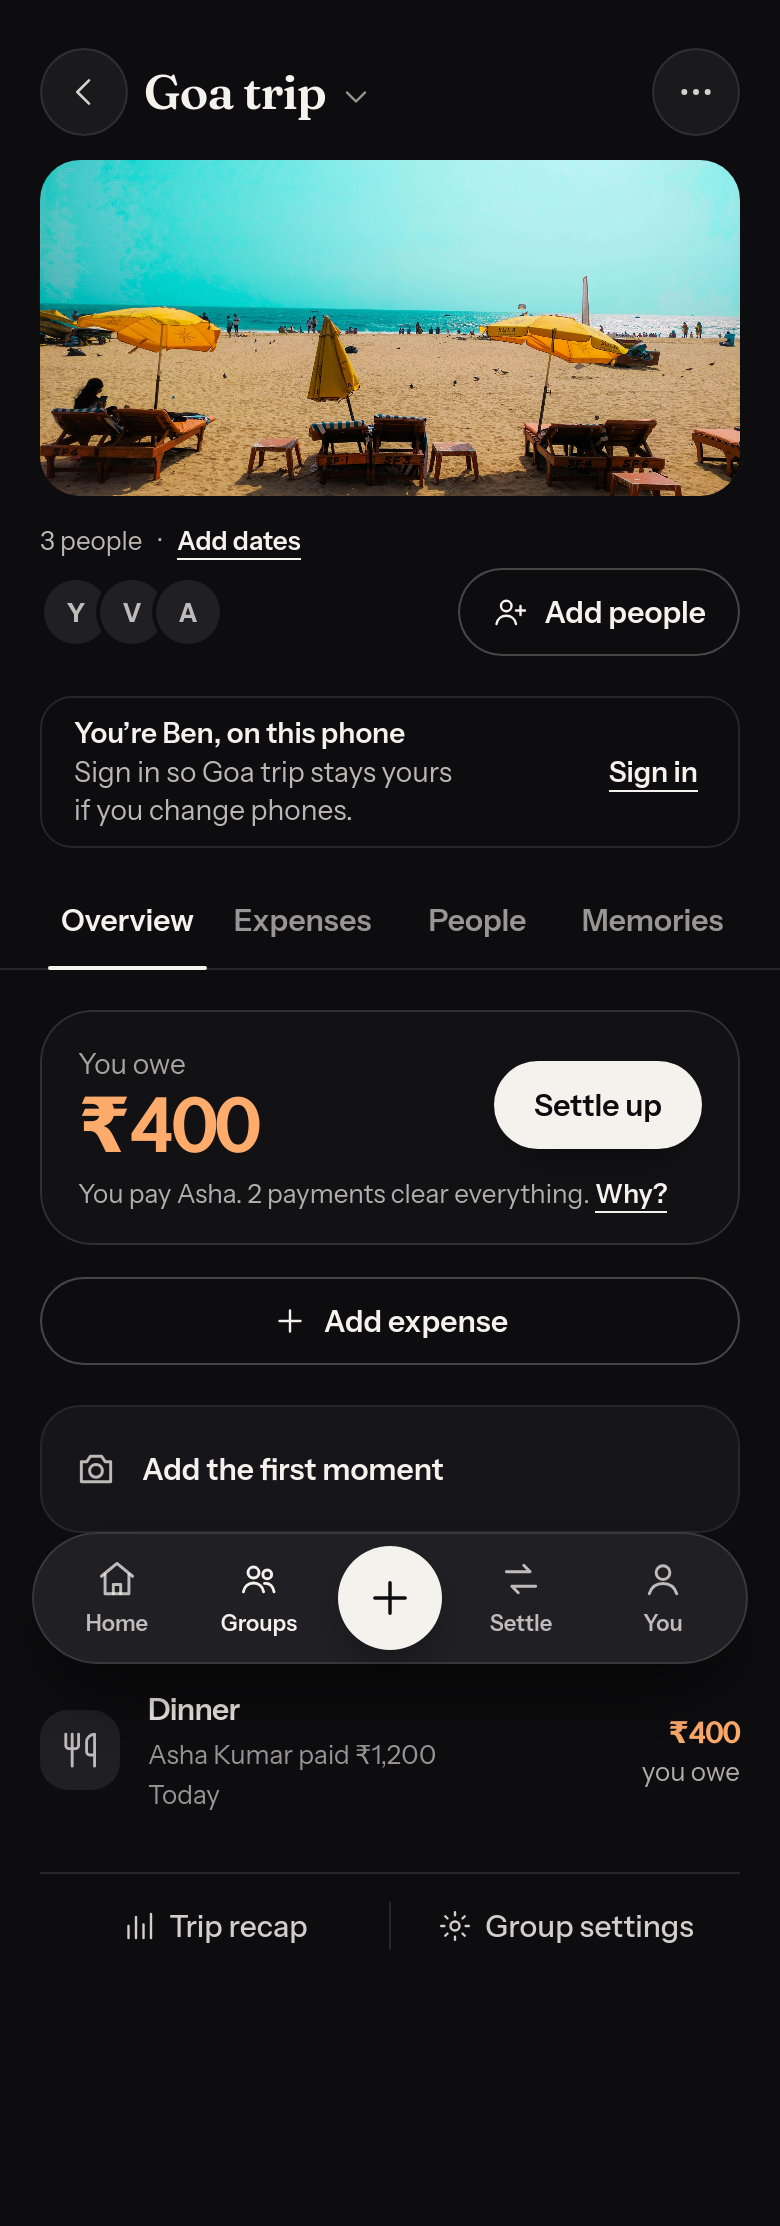 Goa trip
3 people · Add dates
Y V A
Add people
You’re Ben, on this phone
Sign in so Goa trip stays yours
if you change phones.
Sign in
Overview Expenses People Memories
You owe
₹400
Settle up
You pay Asha. 2 payments clear everything. Why?
Add expense
Add the first moment
Home Groups Settle You
Dinner
Asha Kumar paid ₹1,200
Today
₹400
you owe
Trip recap
Group settings